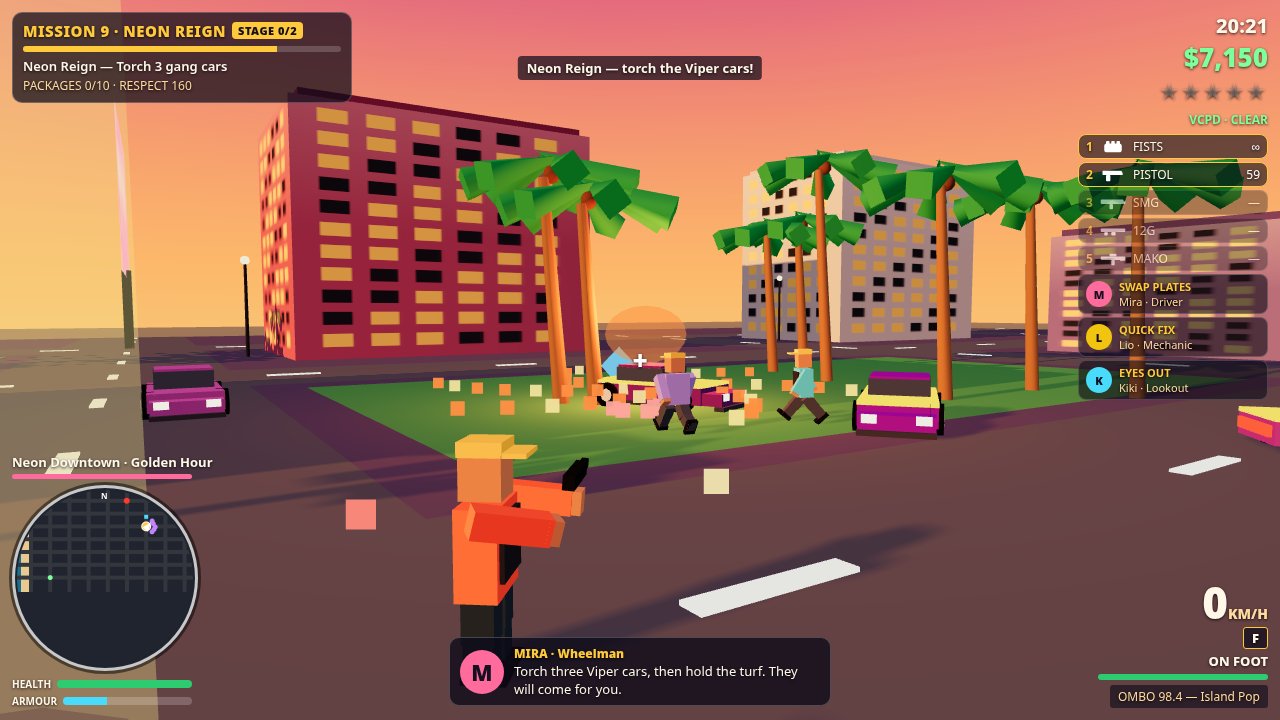 MISSION 9 · NEON REIGN STAGE 0/2
Neon Reign — Torch 3 gang cars
PACKAGES 0/10 · RESPECT 160
Neon Reign — torch the Viper cars!
20:21
$7,150
★★★★★
VCPD · CLEAR
1 FISTS ∞
2 PISTOL 59
3 SMG —
4 12G —
5 MAKO —
M SWAP PLATES
Mira · Driver
L QUICK FIX
Lio · Mechanic
K EYES OUT
Kiki · Lookout
Neon Downtown · Golden Hour
N
HEALTH
ARMOUR
M MIRA · Wheelman
Torch three Viper cars, then hold the turf. They
will come for you.
0 KM/H
F
ON FOOT
OMBO 98.4 — Island Pop